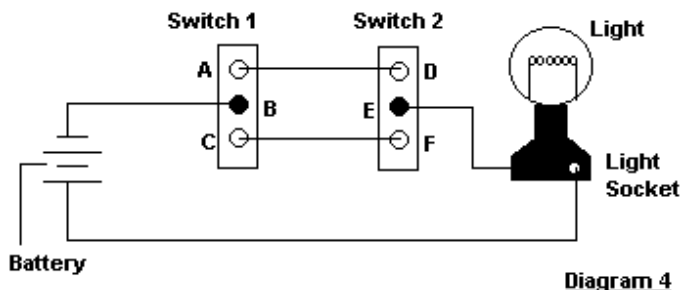 Switch 1
Switch 2
Light
A
D
B
E
C
F
Light
Socket
Battery
Diagram 4